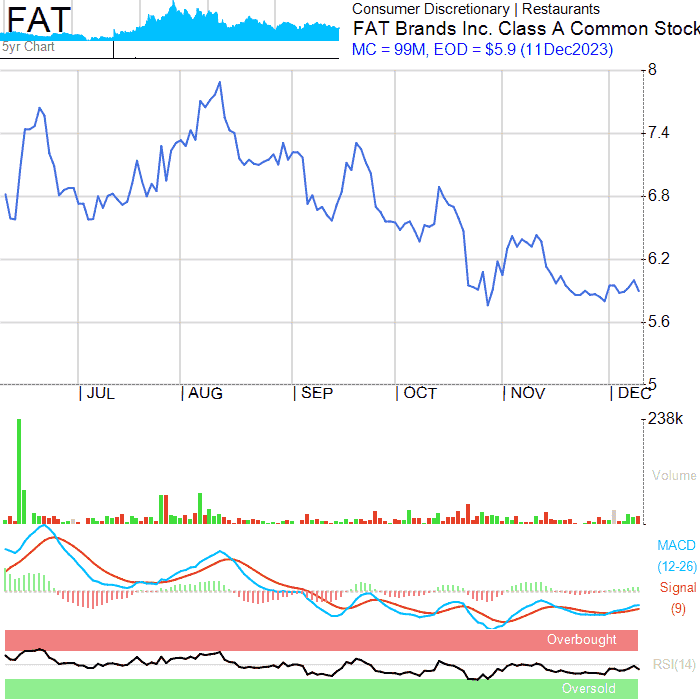 FAT
5yr Chart
Consumer Discretionary | Restaurants
FAT Brands Inc. Class A Common Stock
MC = 99M, EOD = $5.9 (11Dec2023)
8
7.4
6.8
6.2
5.6
5
| JUL | AUG | SEP | OCT | NOV | DEC
238k
Volume
MACD
(12-26)
Signal
(9)
Overbought
RSI(14)
Oversold